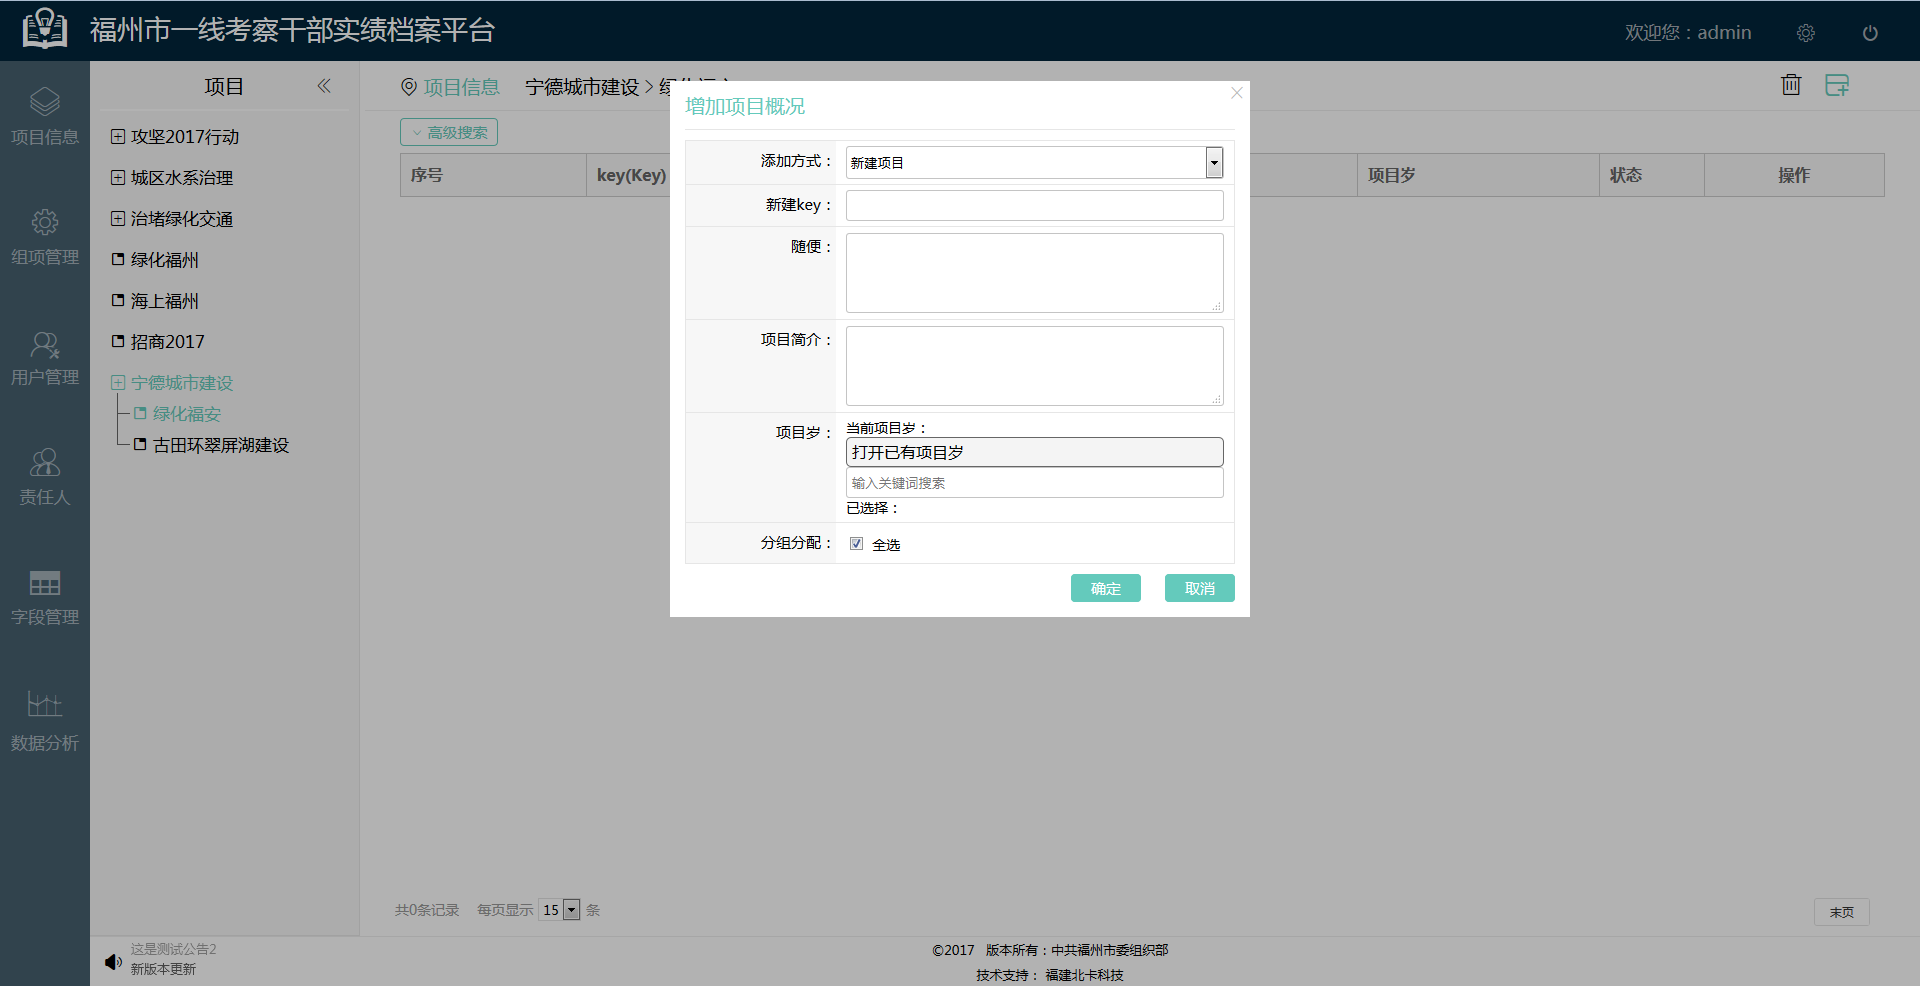 福州市一线考察干部实绩档案平台
欢迎您：admin
项目信息
组项管理
用户管理
责任人
字段管理
数据分析
项目
攻坚2017行动
城区水系治理
治堵绿化交通
绿化福州
海上福州
招商2017
宁德城市建设
绿化福安
古田环翠屏湖建设
项目信息 宁德城市建设
高级搜索
序号 key(Key) 项目岁 状态 操作
增加项目概况
添加方式： 新建项目
新建key：
随便：
项目简介：
项目岁： 当前项目岁：
打开已有项目岁
输入关键词搜索
已选择：
分组分配： 全选
确定 取消
共0条记录 每页显示 15 条
末页
这是测试公告2
新版本更新
©2017 版本所有：中共福州市委组织部
技术支持： 福建北卡科技